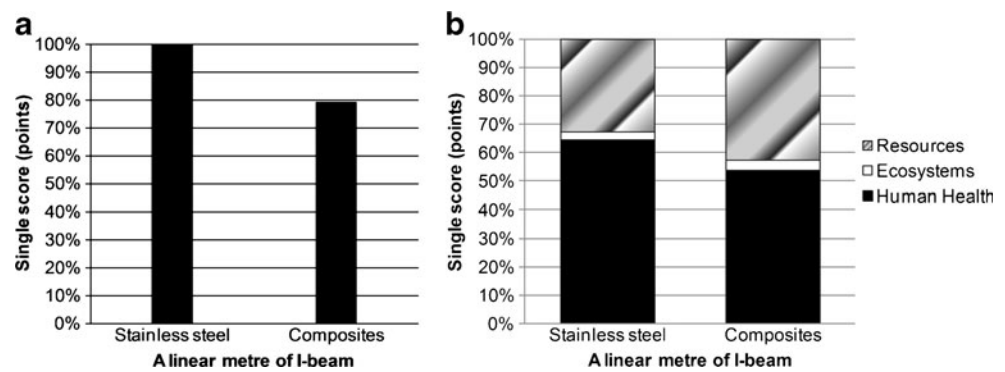 a
Single score (points)
100%
90%
80%
70%
60%
50%
40%
30%
20%
10%
0%
Stainless steel
Composites
A linear metre of I-beam
b
Single score (points)
100%
90%
80%
70%
60%
50%
40%
30%
20%
10%
0%
Stainless steel
Composites
A linear metre of I-beam
Resources
Ecosystems
Human Health